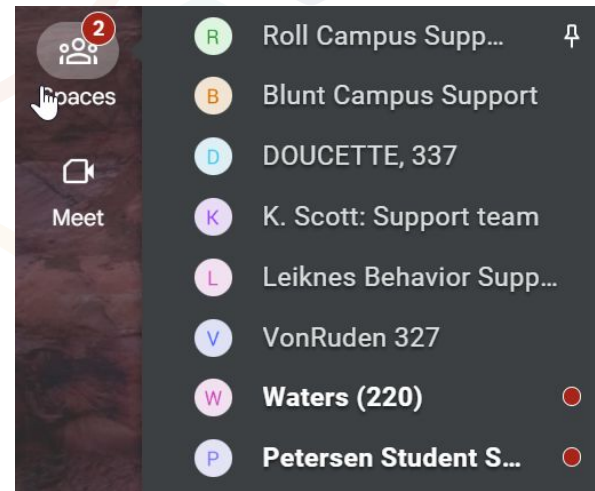 2
Spaces
Meet
R Roll Campus Supp...
B Blunt Campus Support
D DOUCETTE, 337
K K. Scott: Support team
L Leiknes Behavior Supp...
V VonRuden 327
W Waters (220)
P Petersen Student S...